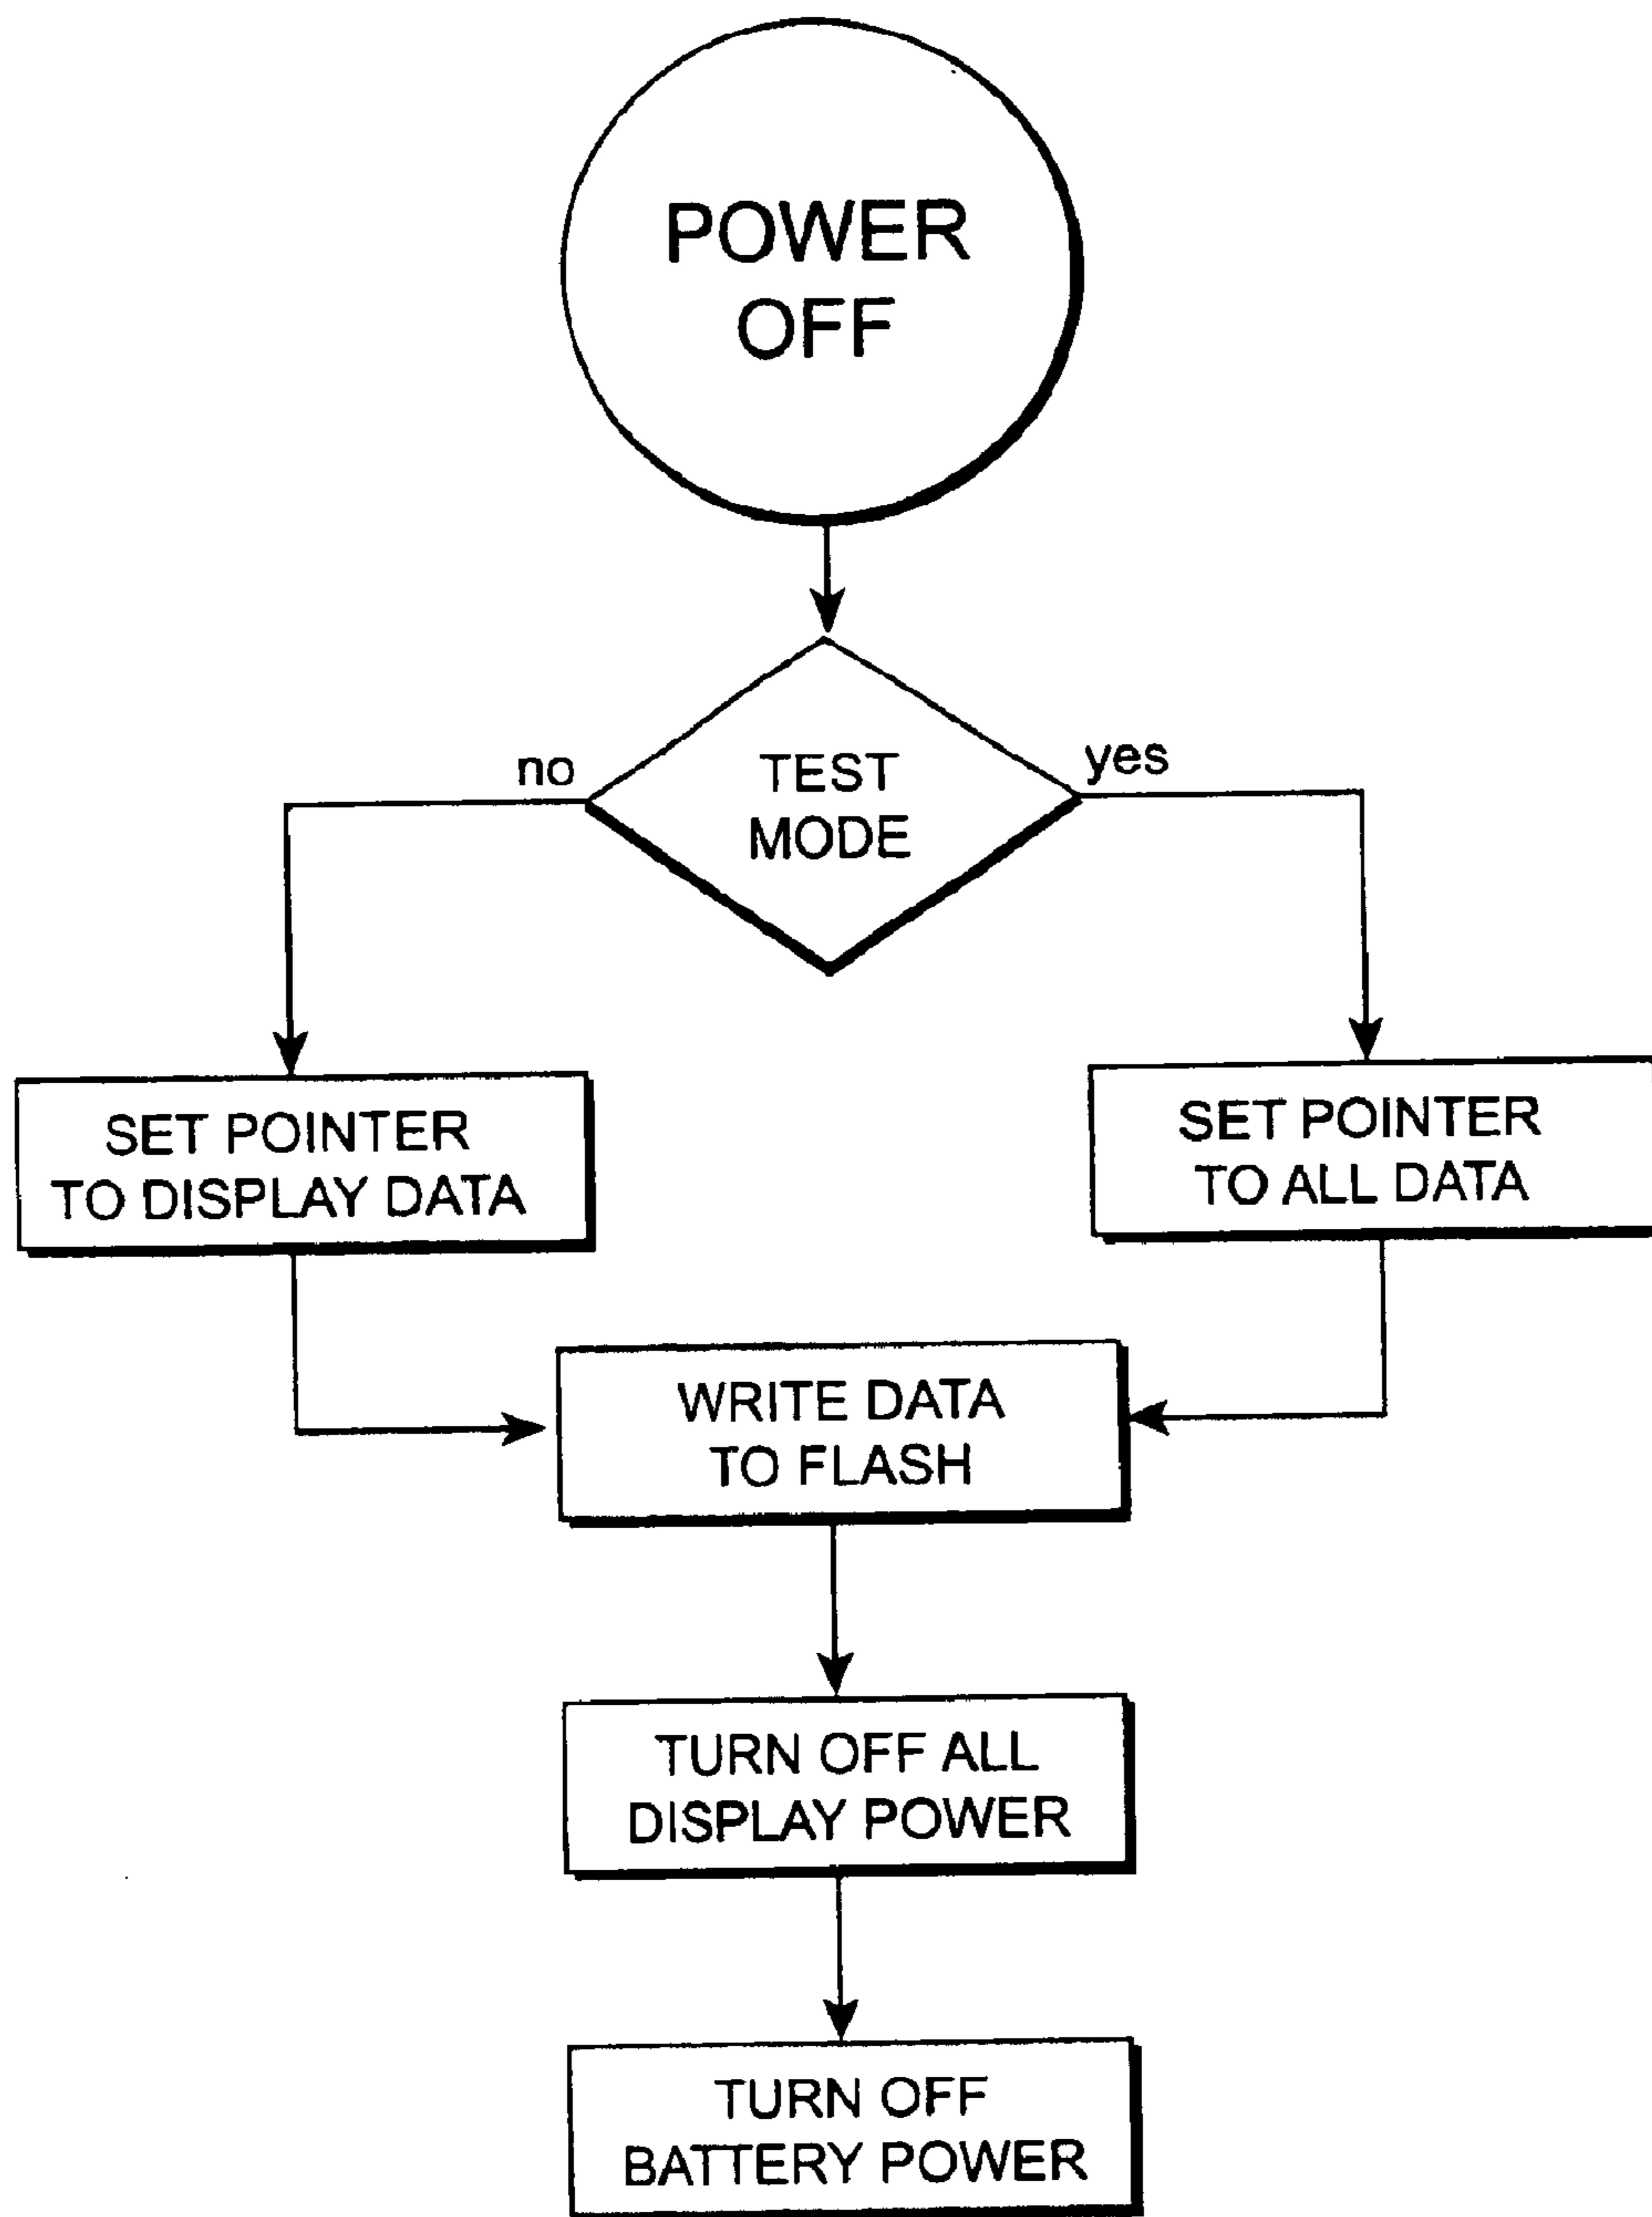 POWER
OFF
no
TEST
MODE
yes
SET POINTER
TO DISPLAY DATA
SET POINTER
TO ALL DATA
WRITE DATA
TO FLASH
TURN OFF ALL
DISPLAY POWER
TURN OFF
BATTERY POWER